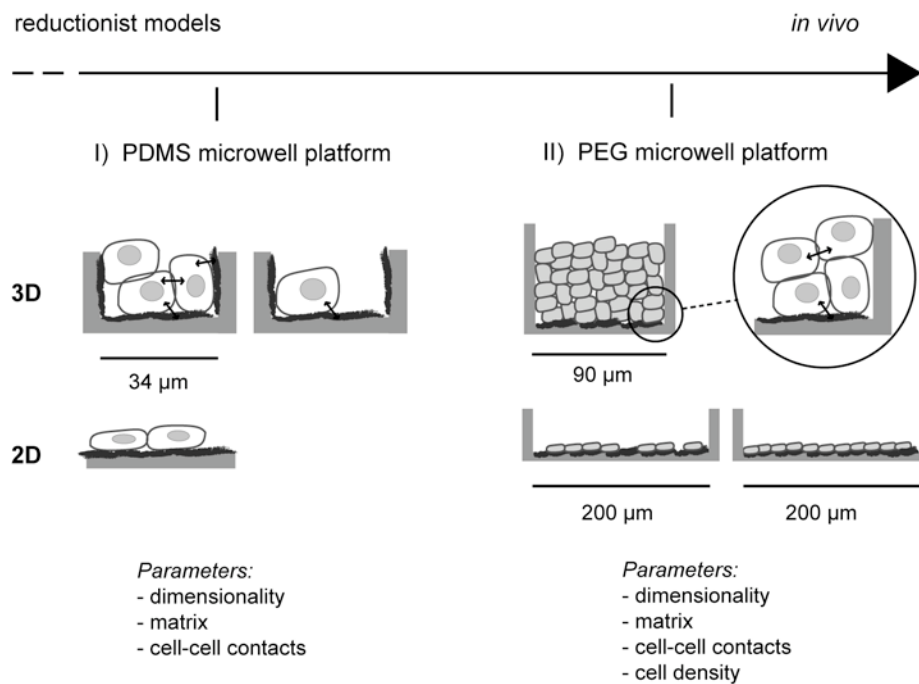 reductionist models
in vivo
I) PDMS microwell platform
II) PEG microwell platform
3D
34 µm
90 µm
2D
200 µm
200 µm
Parameters:
- dimensionality
- matrix
- cell-cell contacts
Parameters:
- dimensionality
- matrix
- cell-cell contacts
- cell density